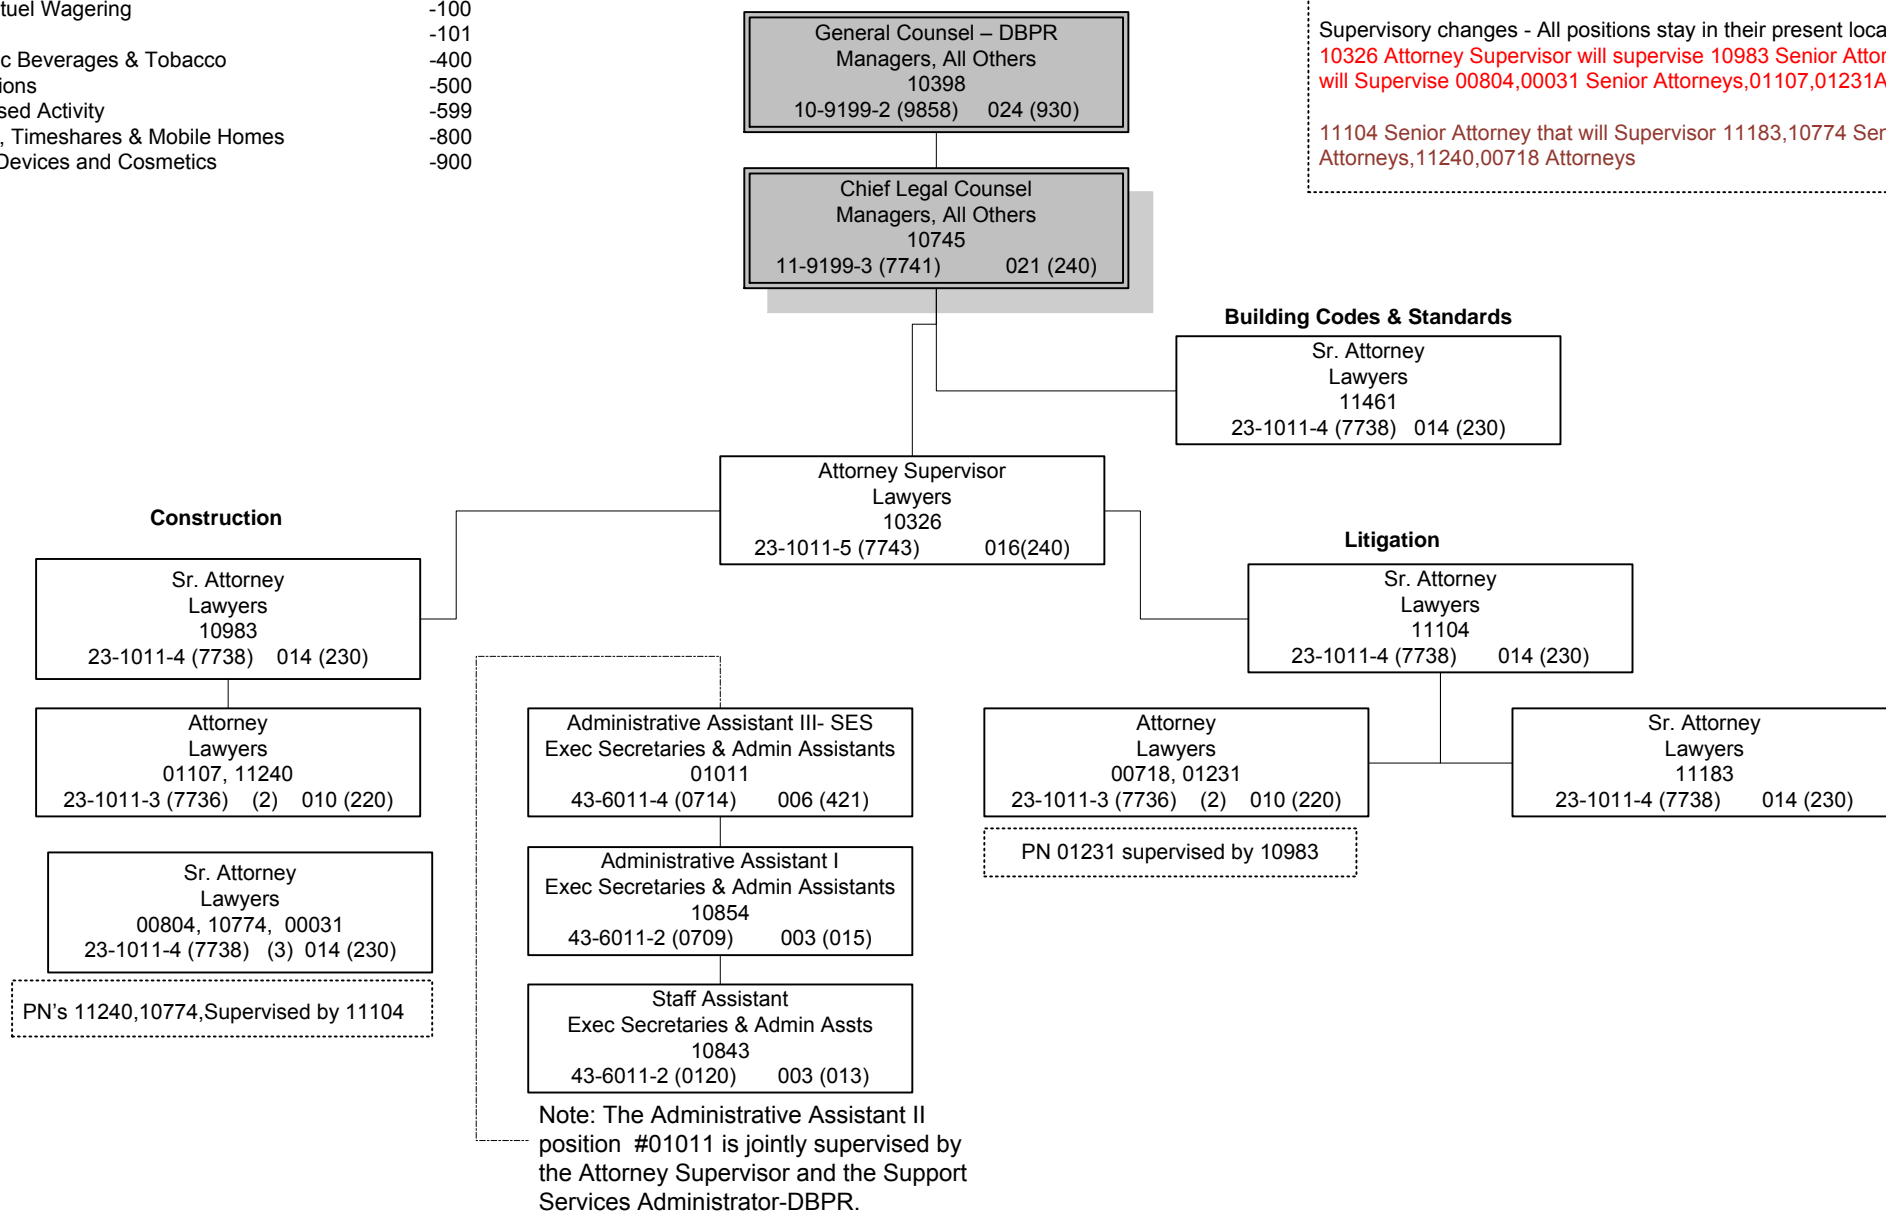 tuel Wagering -100
-101
c Beverages & Tobacco -400
ions -500
sed Activity -599
, Timeshares & Mobile Homes -800
Devices and Cosmetics -900
General Counsel – DBPR
Managers, All Others
10398
10-9199-2 (9858) 024 (930)
Supervisory changes - All positions stay in their present loca
10326 Attorney Supervisor will supervise 10983 Senior Attor
will Supervise 00804,00031 Senior Attorneys,01107,01231A
11104 Senior Attorney that will Supervisor 11183,10774 Ser
Attorneys,11240,00718 Attorneys
Chief Legal Counsel
Managers, All Others
10745
11-9199-3 (7741) 021 (240)
Building Codes & Standards
Sr. Attorney
Lawyers
11461
23-1011-4 (7738) 014 (230)
Attorney Supervisor
Lawyers
10326
23-1011-5 (7743) 016(240)
Construction
Sr. Attorney
Lawyers
10983
23-1011-4 (7738) 014 (230)
Attorney
Lawyers
01107, 11240
23-1011-3 (7736) (2) 010 (220)
Sr. Attorney
Lawyers
00804, 10774, 00031
23-1011-4 (7738) (3) 014 (230)
PN's 11240,10774,Supervised by 11104
Administrative Assistant III- SES
Exec Secretaries & Admin Assistants
01011
43-6011-4 (0714) 006 (421)
Administrative Assistant I
Exec Secretaries & Admin Assistants
10854
43-6011-2 (0709) 003 (015)
Staff Assistant
Exec Secretaries & Admin Assts
10843
43-6011-2 (0120) 003 (013)
Note: The Administrative Assistant II
position #01011 is jointly supervised by
the Attorney Supervisor and the Support
Services Administrator-DBPR.
Litigation
Sr. Attorney
Lawyers
11104
23-1011-4 (7738) 014 (230)
Attorney
Lawyers
00718, 01231
23-1011-3 (7736) (2) 010 (220)
PN 01231 supervised by 10983
Sr. Attorney
Lawyers
11183
23-1011-4 (7738) 014 (230)